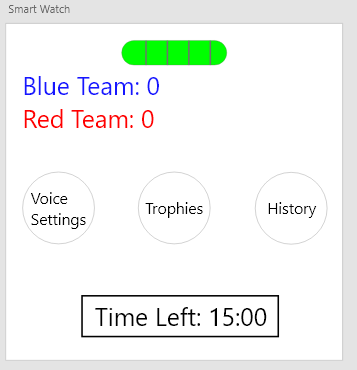 Smart Watch
Blue Team: 0
Red Team: 0
Voice
Settings
Trophies
History
Time Left: 15:00